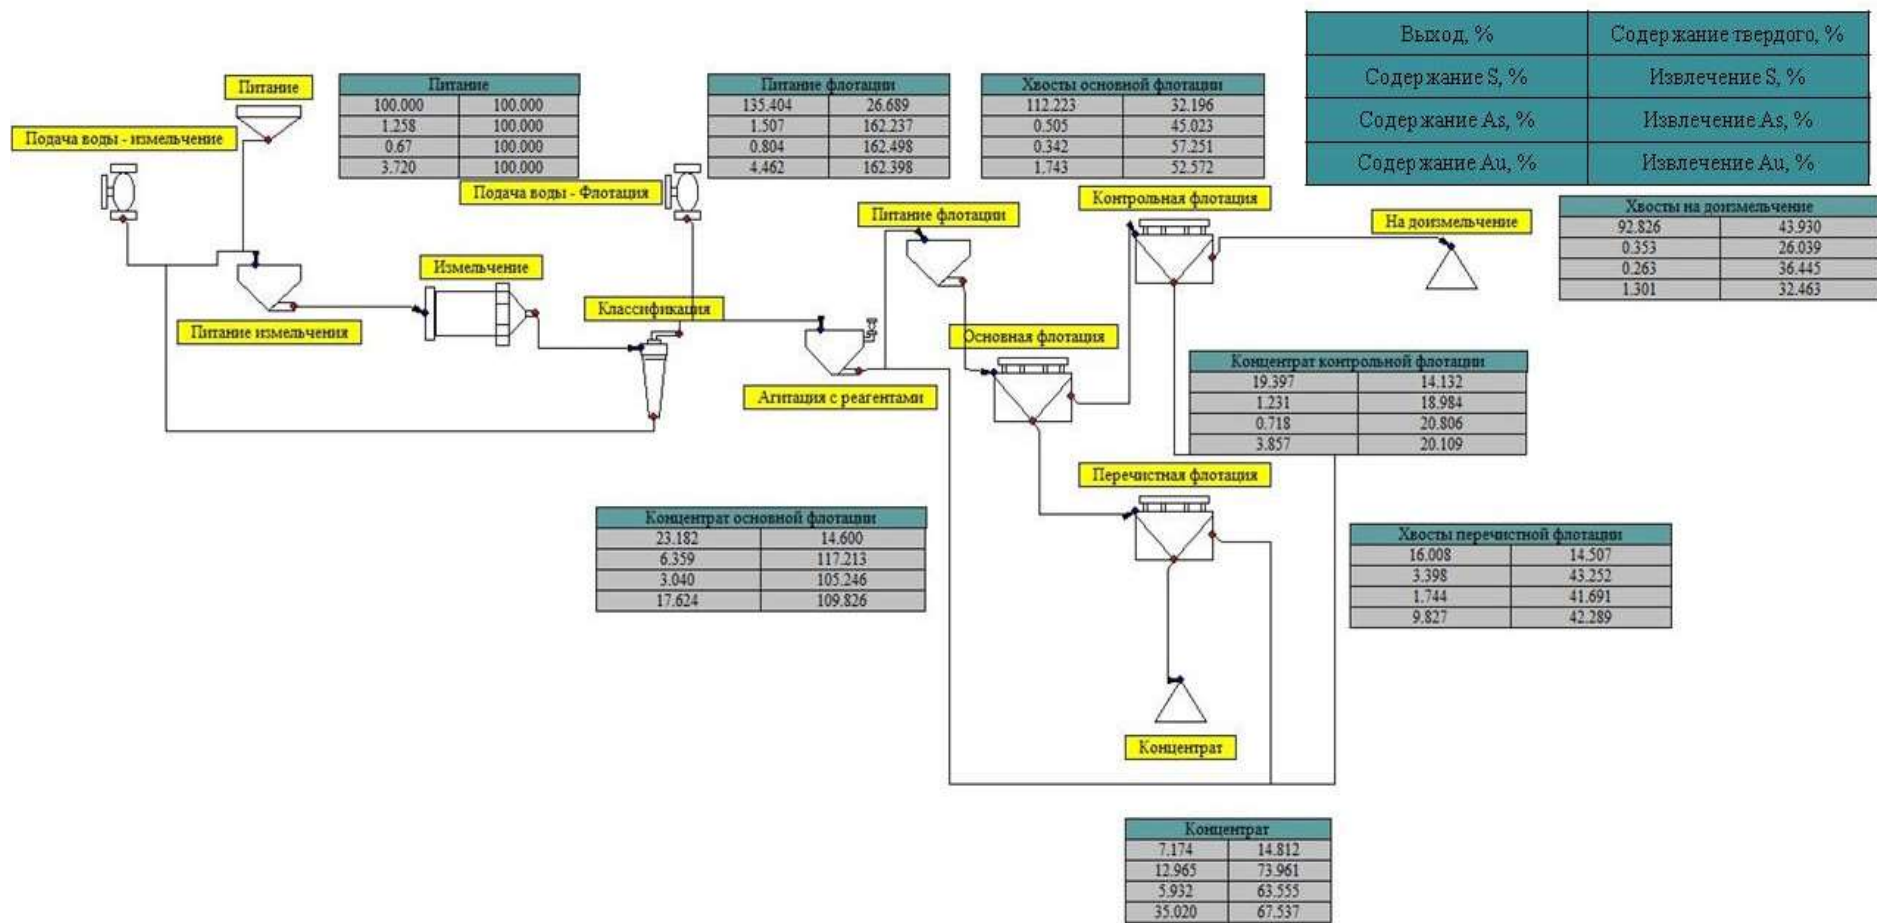 Выход, % Содержание твердого, %
Содержание S, % Извлечение S, %
Содержание As, % Извлечение As, %
Содержание Au, % Извлечение Au, %
Питание
Подача воды - измельчение
Питание
100.000 100.000
1.258 100.000
0.67 100.000
3.720 100.000
Питание флотации
135.404 26.689
1.507 162.237
0.804 162.498
4.462 162.398
Хвосты основной флотации
112.223 32.196
0.505 45.023
0.342 57.251
1.743 52.572
Подача воды - Флотация
Питание флотации
Контрольная флотация
На доизмельчение
Хвосты на доизмельчение
92.826 43.930
0.353 26.039
0.263 36.445
1.301 32.463
Измельчение
Питание измельчения
Классификация
Основная флотация
Агитация с реагентами
Концентрат контрольной флотации
19.397 14.132
1.231 18.984
0.718 20.806
3.857 20.109
Перечистная флотация
Концентрат основной флотации
23.182 14.600
6.359 117.213
3.040 105.246
17.624 109.826
Хвосты перечистной флотации
16.008 14.507
3.398 43.252
1.744 41.691
9.827 42.289
Концентрат
Концентрат
7.174 14.812
12.965 73.961
5.932 63.555
35.020 67.537